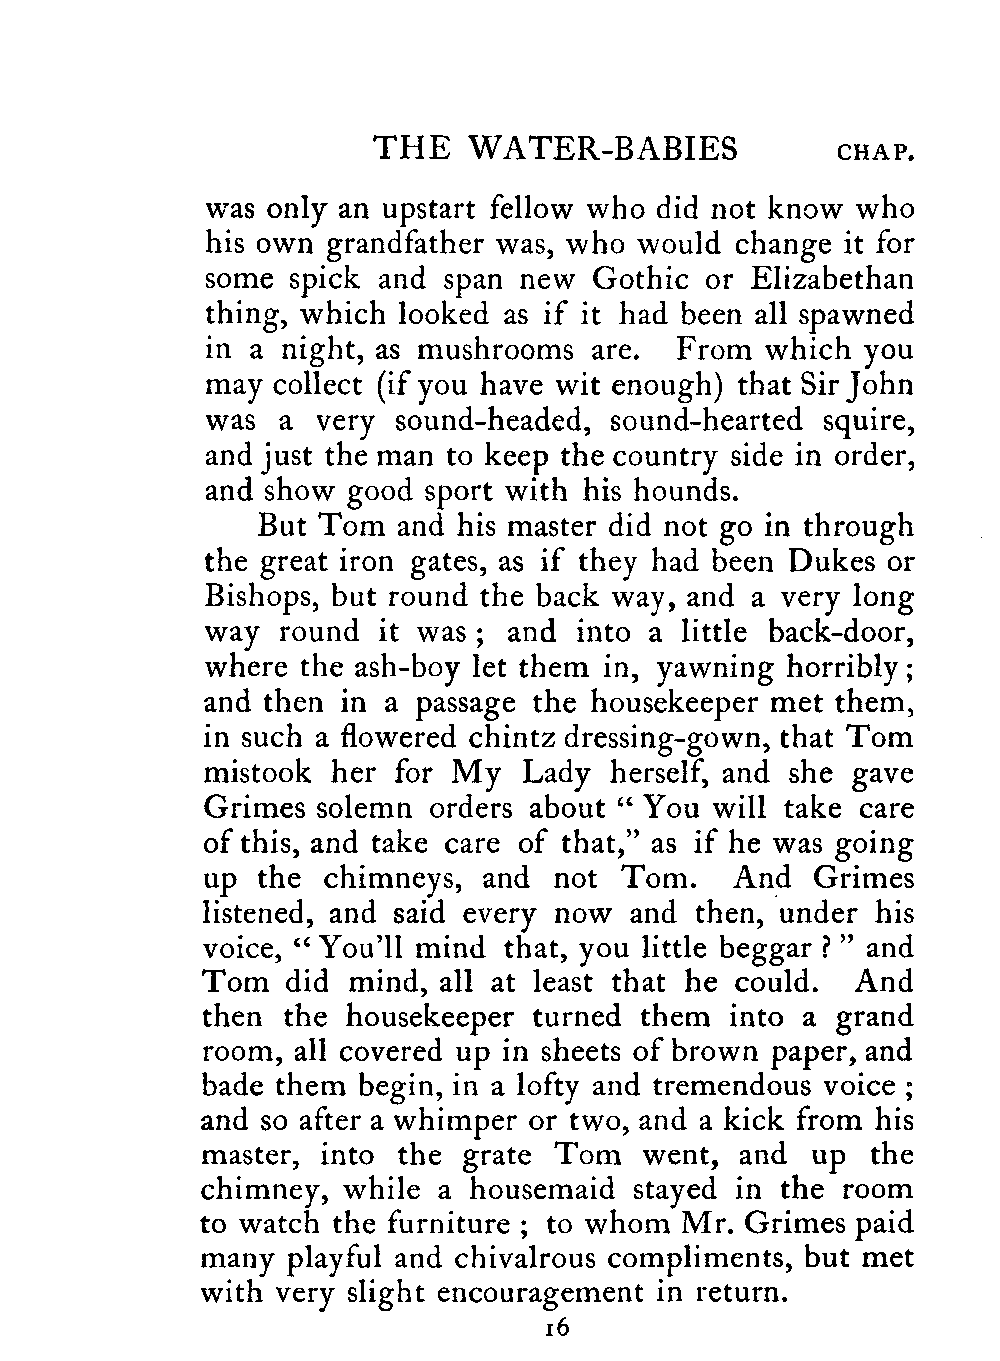 THE WATER-BABIES CHAP.
was only an upstart fellow who did not know who
his own grandfather was, who would change it for
some spick and span new Gothic or Elizabethan
thing, which looked as if it had been all spawned
in a night, as mushrooms are. From which you
may collect (if you have wit enough) that Sir John
was a very sound-headed, sound-hearted squire,
and just the man to keep the country side in order,
and show good sport with his hounds.
But Tom and his master did not go in through
the great iron gates, as if they had been Dukes or
Bishops, but round the back way, and a very long
way round it was ; and into a little back-door,
where the ash-boy let them in, yawning horribly ;
and then in a passage the housekeeper met them,
in such a flowered chintz dressing-gown, that Tom
mistook her for My Lady herself, and she gave
Grimes solemn orders about “ You will take care
of this, and take care of that,” as if he was going
up the chimneys, and not Tom. And Grimes
listened, and said every now and then, under his
voice, “ You’ll mind that, you little beggar ? ” and
Tom did mind, all at least that he could. And
then the housekeeper turned them into a grand
room, all covered up in sheets of brown paper, and
bade them begin, in a lofty and tremendous voice ;
and so after a whimper or two, and a kick from his
master, into the grate Tom went, and up the
chimney, while a housemaid stayed in the room
to watch the furniture ; to whom Mr. Grimes paid
many playful and chivalrous compliments, but met
with very slight encouragement in return.
16